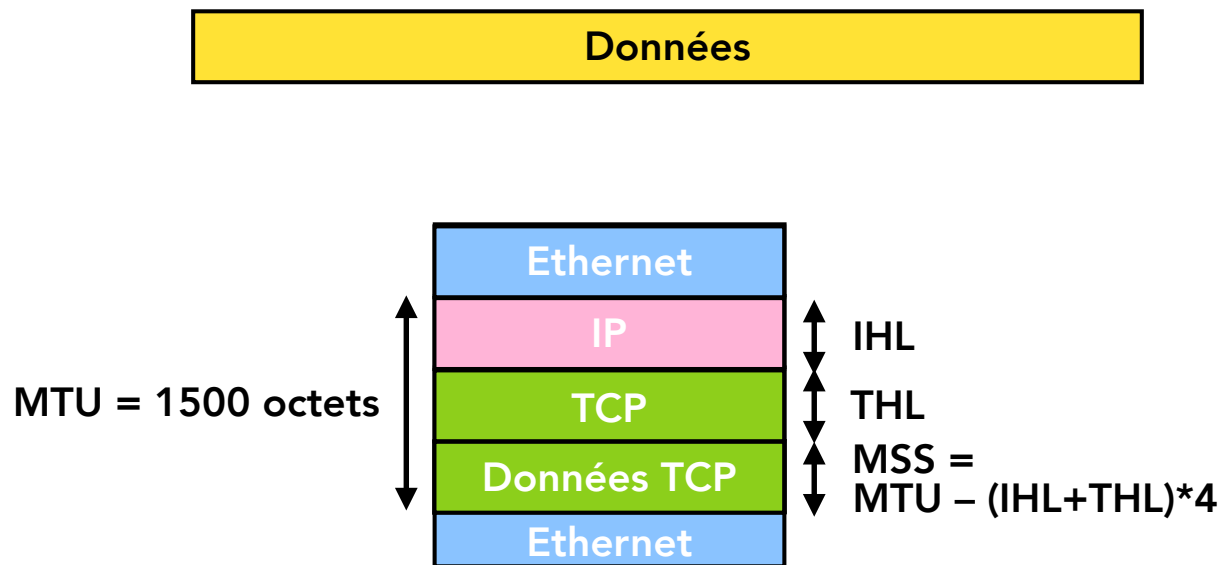 Données
Ethernet
IP
IHL
MTU = 1500 octets
TCP
THL
Données TCP
MSS =
MTU – (IHL+THL)*4
Ethernet